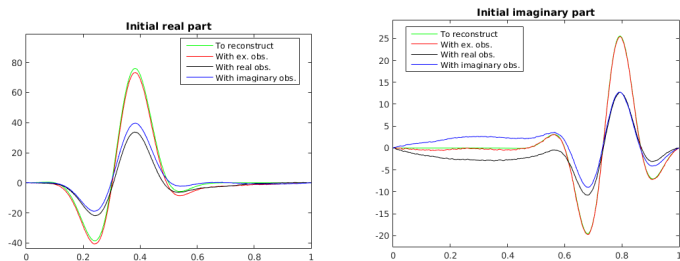 Initial real part
To reconstruct
With ex. obs.
With real obs.
With imaginary obs.
80
60
40
20
0
-20
-40
0 0.2 0.4 0.6 0.8 1
Initial imaginary part
To reconstruct
With ex. obs.
With real obs.
With imaginary obs.
25
20
15
10
5
0
-5
-10
-15
-20
0 0.2 0.4 0.6 0.8 1